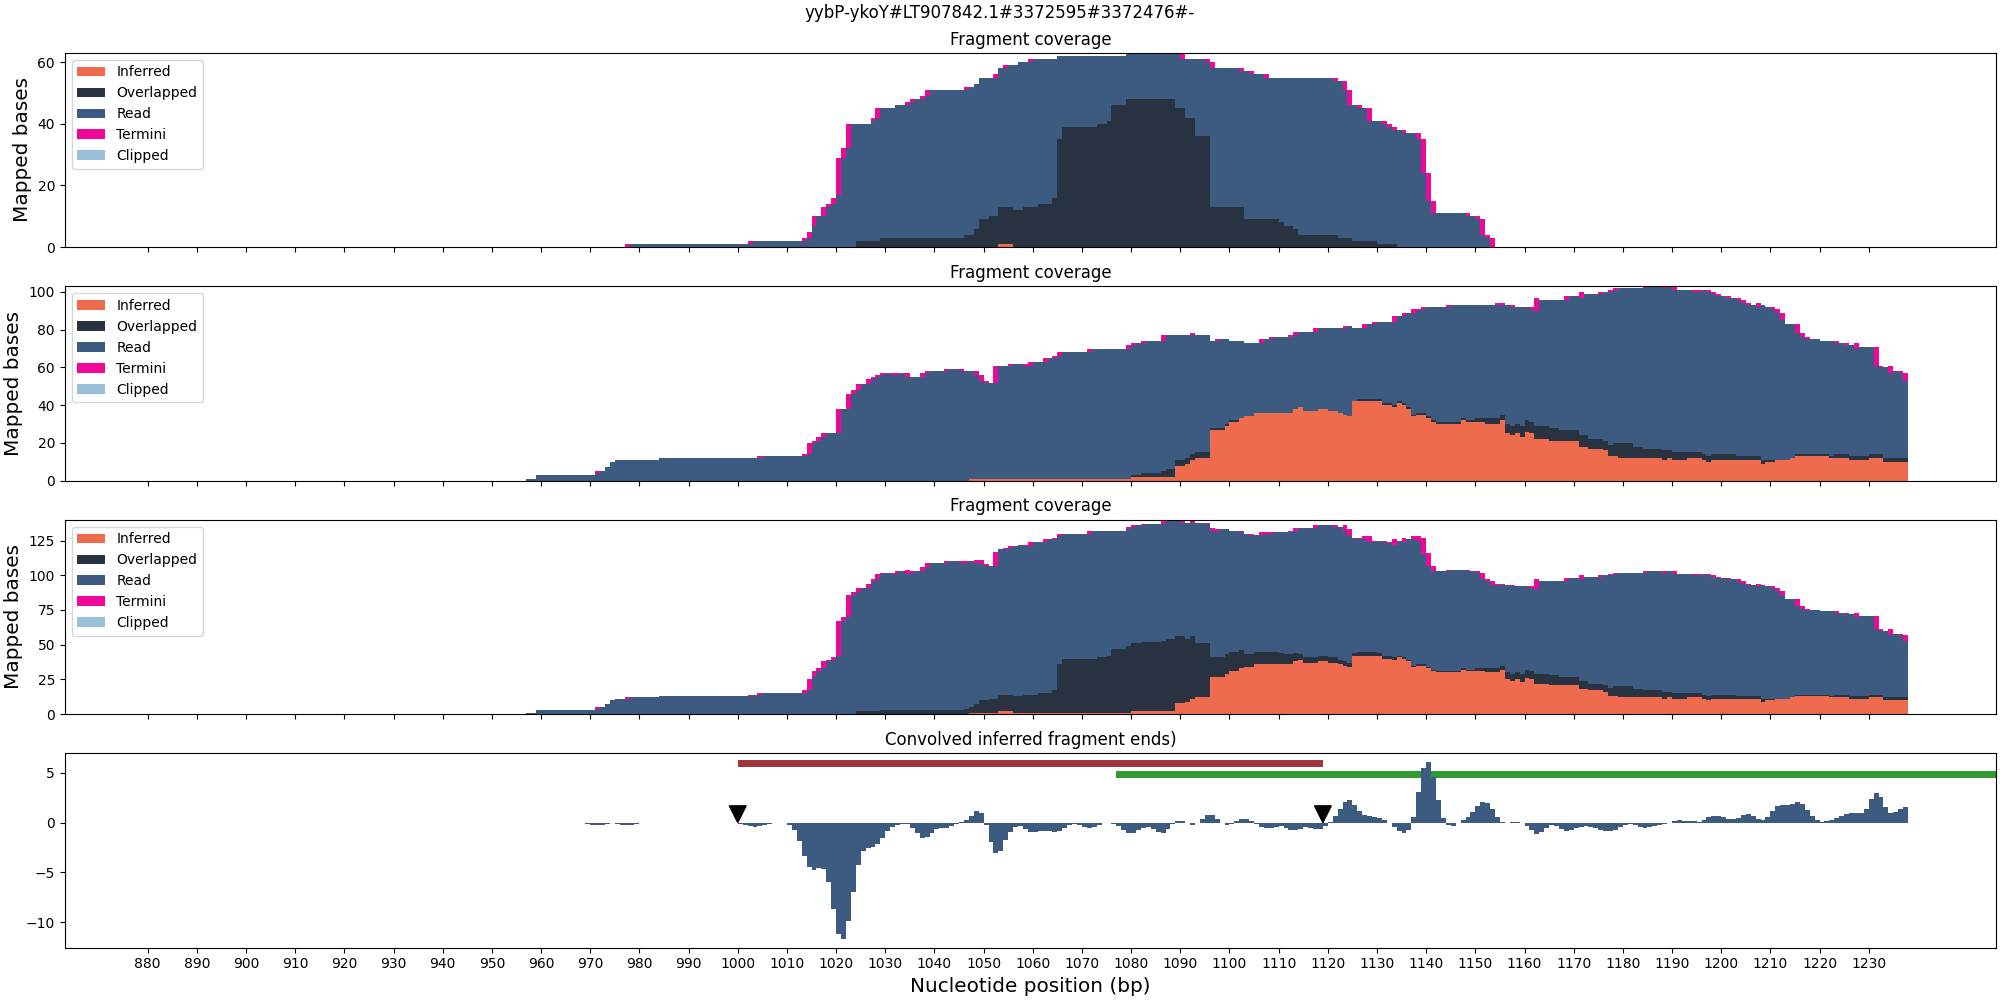 yybP-ykoY#LT907842.1#3372595#3372476#-
Fragment coverage
Mapped bases
60
40
20
0
Inferred
Overlapped
Read
Termini
Clipped
Fragment coverage
Mapped bases
100
80
60
40
20
0
Inferred
Overlapped
Read
Termini
Clipped
Fragment coverage
Mapped bases
125
100
75
50
25
0
Inferred
Overlapped
Read
Termini
Clipped
Convolved inferred fragment ends)
5
0
−5
−10
880 890 900 910 920 930 940 950 960 970 980 990 1000 1010 1020 1030 1040 1050 1060 1070 1080 1090 1100 1110 1120 1130 1140 1150 1160 1170 1180 1190 1200 1210 1220 1230
Nucleotide position (bp)